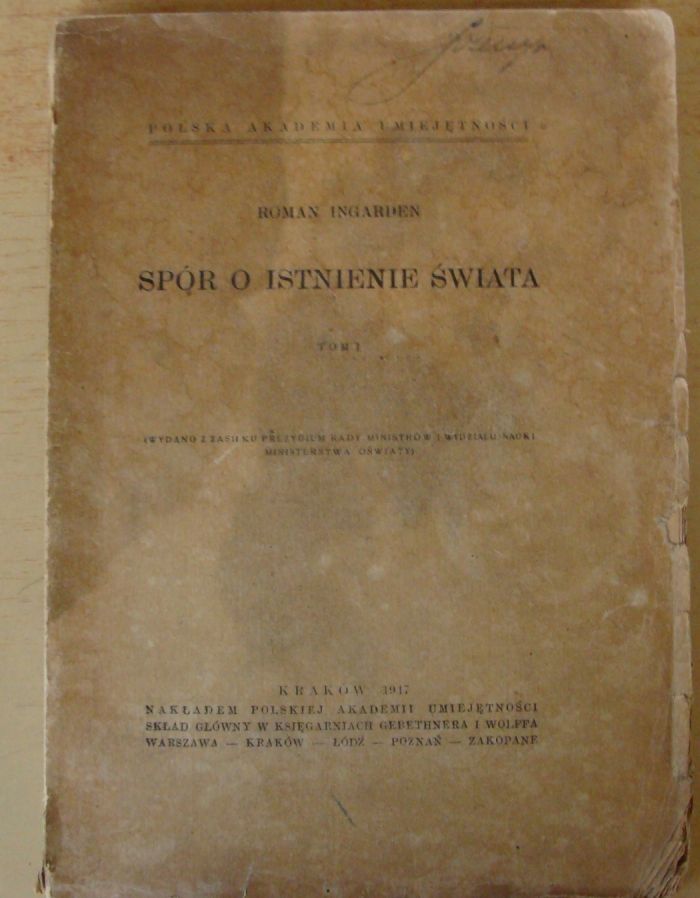 POLSKA AKADEMIA UMIEJĘTNOŚCI
ROMAN INGARDEN
SPÓR O ISTNIENIE ŚWIATA
TOM I
(WYDANO Z ZASIŁKU PREZYDIUM RADY MINISTRÓW I WYDZIAŁU NAUKI
MINISTERSTWA OŚWIATY)
KRAKÓW 1947
NAKŁADEM POLSKIEJ AKADEMII UMIEJĘTNOŚCI
SKŁAD GŁÓWNY W KSIĘGARNIACH GEBETHNERA I WOLFFA
WARSZAWA — KRAKÓW — ŁÓDŹ — POZNAŃ — ZAKOPANE